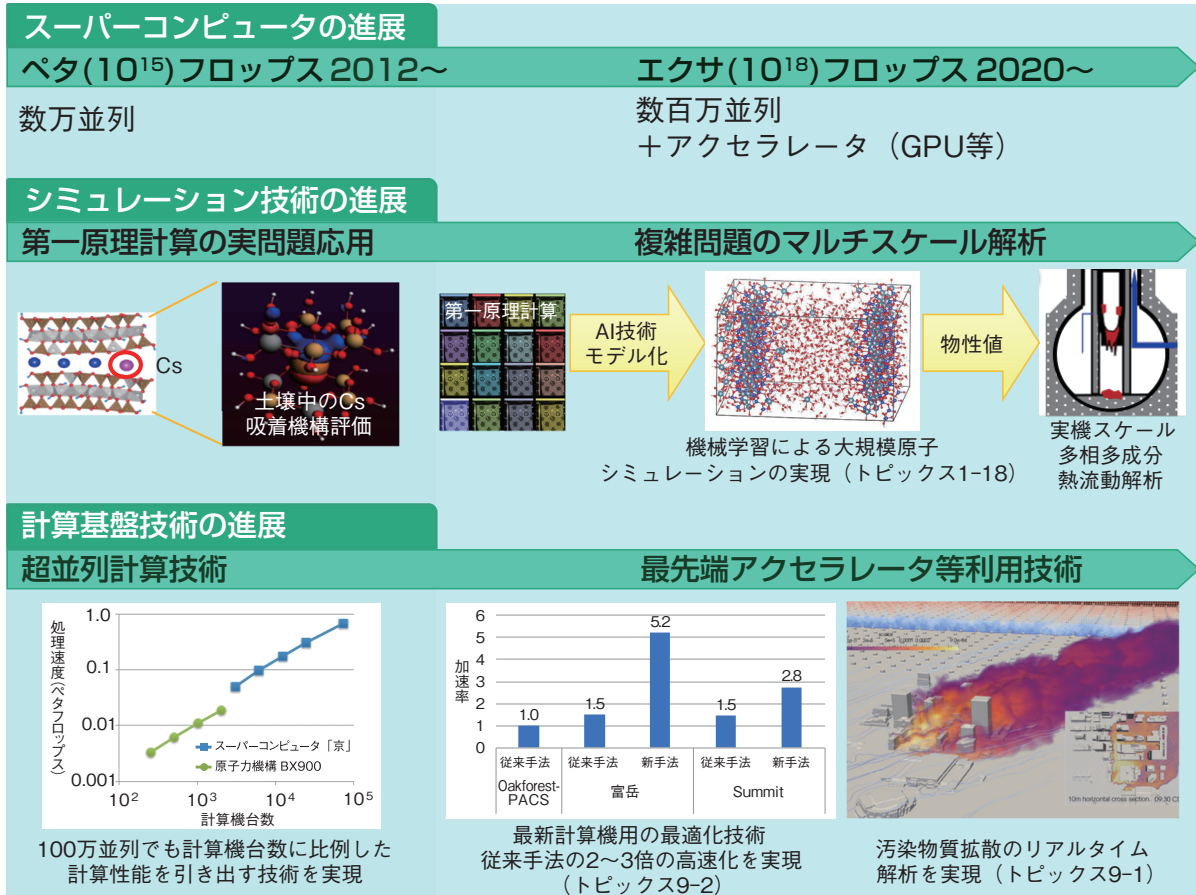 スーパーコンピュータの進展
ペタ(10¹⁵)フロップス 2012〜
エクサ(10¹⁸)フロップス 2020〜
数万並列
数百万並列
＋アクセラレータ（GPU等）
シミュレーション技術の進展
第一原理計算の実問題応用
複雑問題のマルチスケール解析
Cs
土壌中のCs
吸着機構評価
第一原理計算
AI技術
モデル化
機械学習による大規模原子
シミュレーションの実現（トピックス1-18）
物性値
実機スケール
多相多成分
熱流動解析
計算基盤技術の進展
超並列計算技術
最先端アクセラレータ等利用技術
処理速度(ペタフロップス)
1.0
0.1
0.01
0.001
スーパーコンピュータ「京」
原子力機構 BX900
10² 10³ 10⁴ 10⁵
計算機台数
100万並列でも計算機台数に比例した
計算性能を引き出す技術を実現
加速率
6
5
4
3
2
1
0
1.0 1.5 5.2 1.5 2.8
従来手法 従来手法 新手法 従来手法 新手法
Oakforest-
PACS
富岳
Summit
最新計算機用の最適化技術
従来手法の2〜3倍の高速化を実現
（トピックス9-2）
10m horizontal cross section.
汚染物質拡散のリアルタイム
解析を実現（トピックス9-1）